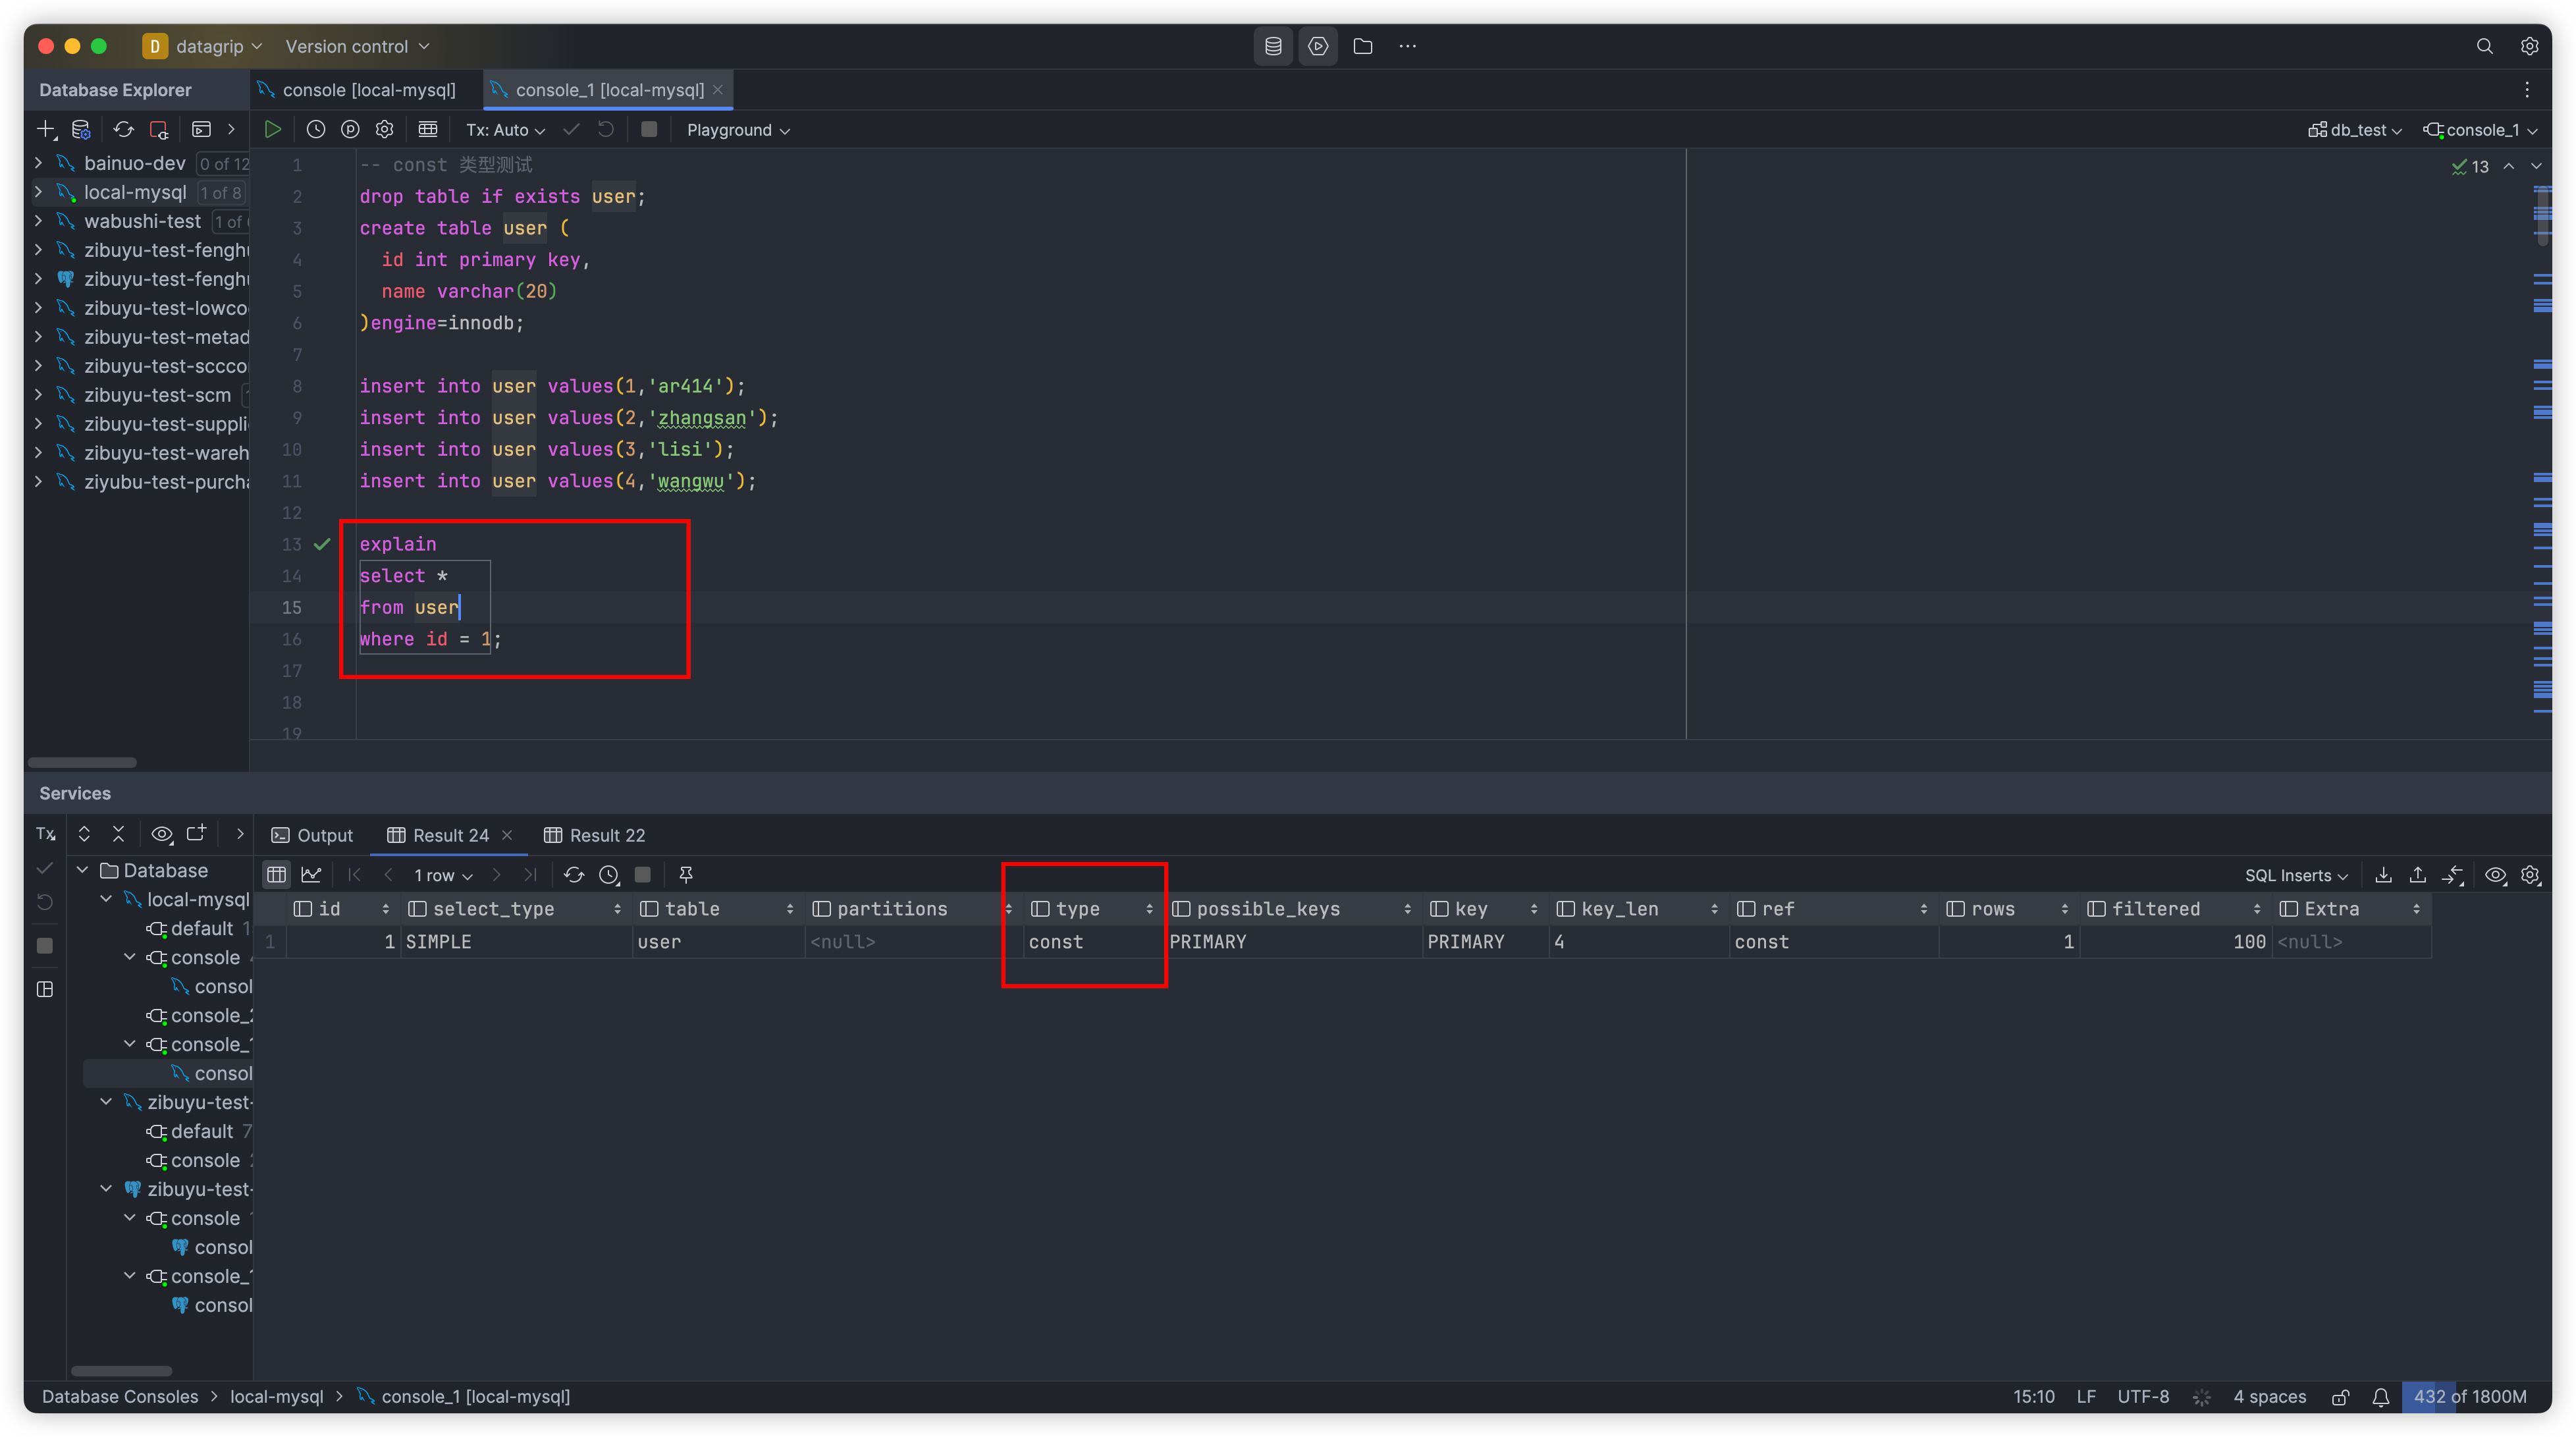 D datagrip Version control
Database Explorer
console [local-mysql] console_1 [local-mysql]
Tx: Auto Playground db_test console_1
bainuo-dev 0 of 12
local-mysql 1 of 8
wabushi-test 1 of
zibuyu-test-fengh
zibuyu-test-fengh
zibuyu-test-lowco
zibuyu-test-metad
zibuyu-test-scccо
zibuyu-test-scm
zibuyu-test-suppli
zibuyu-test-wareh
ziyubu-test-purcha
13
1 -- const 类型测试
2 drop table if exists user;
3 create table user (
4 id int primary key,
5 name varchar(20)
6 )engine=innodb;
7
8 insert into user values(1,'ar414');
9 insert into user values(2,'zhangsan');
10 insert into user values(3,'lisi');
11 insert into user values(4,'wangwu');
12
13 explain
14 select *
15 from user
16 where id = 1;
17
18
19
Services
Tx
Output Result 24 Result 22
1 row SQL Inserts
Database
local-mysql
default 1
console
consol
console_2
console_1
consol
zibuyu-test-
default 7
console 2
zibuyu-test-
console
consol
console_1
consol
id select_type table partitions type possible_keys key key_len ref rows filtered Extra
1 1 SIMPLE user <null> const PRIMARY PRIMARY 4 const 1 100 <null>
Database Consoles > local-mysql > console_1 [local-mysql]
15:10 LF UTF-8 4 spaces 432 of 1800M